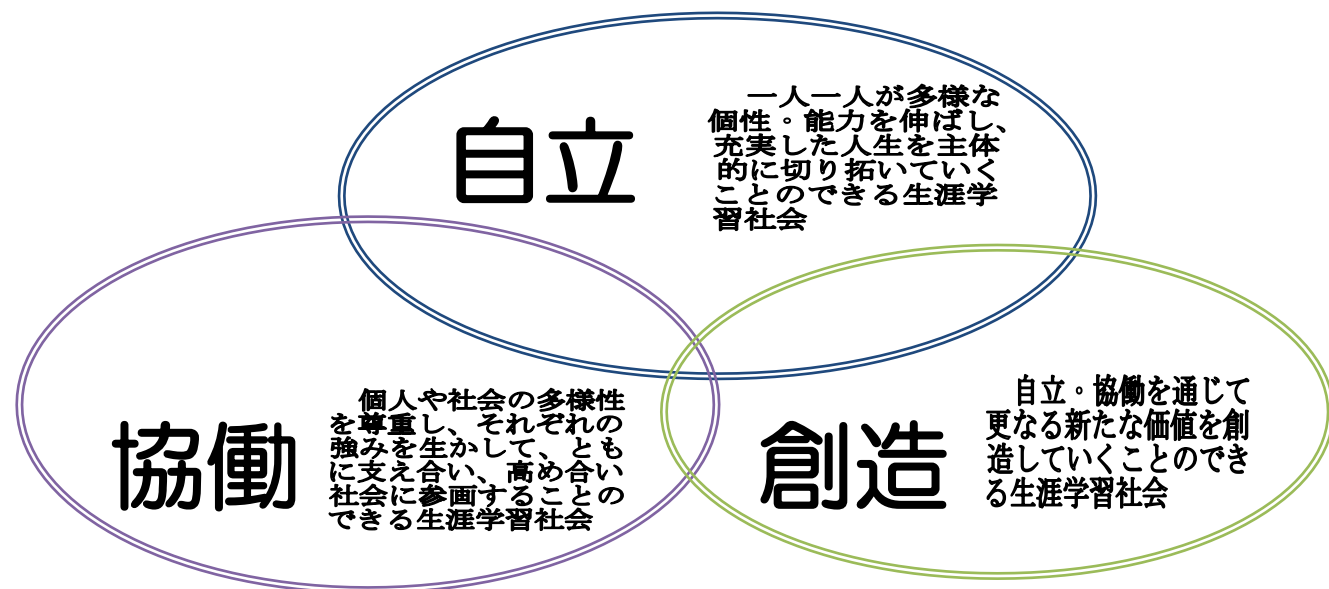 自立
一人一人が多様な
個性・能力を伸ばし、
充実した人生を主体
的に切り拓いていく
ことのできる生涯学
習社会
協働
個人や社会の多様性
を尊重し、それぞれの
強みを生かして、とも
に支え合い、高め合い
社会に参画することの
できる生涯学習社会
創造
自立・協働を通じて
更なる新たな価値を創
造していくことのでき
る生涯学習社会